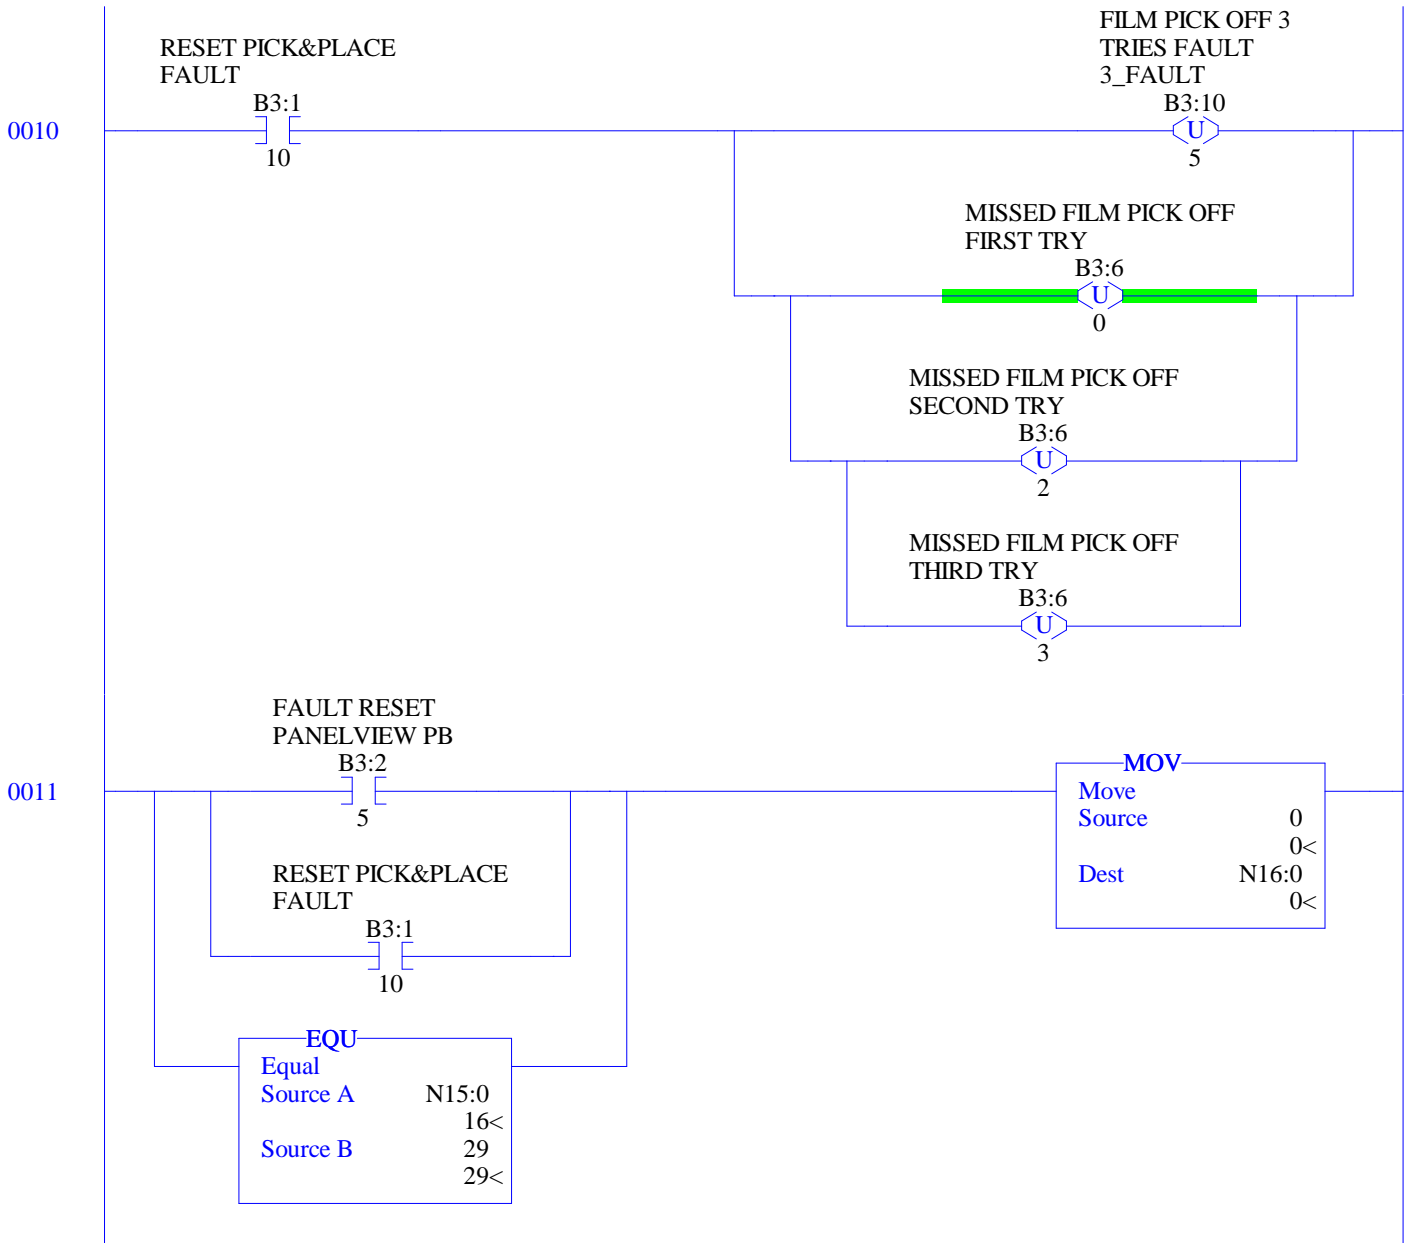 FILM PICK OFF 3
TRIES FAULT
3_FAULT
RESET PICK&PLACE
FAULT
B3:1
B3:10
0010
U
10
5
MISSED FILM PICK OFF
FIRST TRY
B3:6
U
0
MISSED FILM PICK OFF
SECOND TRY
B3:6
U
2
MISSED FILM PICK OFF
THIRD TRY
B3:6
U
3
FAULT RESET
PANELVIEW PB
B3:2
0011
5
MOV
Move
Source 0
0<
Dest N16:0
0<
RESET PICK&PLACE
FAULT
B3:1
10
EQU
Equal
Source A N15:0
16<
Source B 29
29<